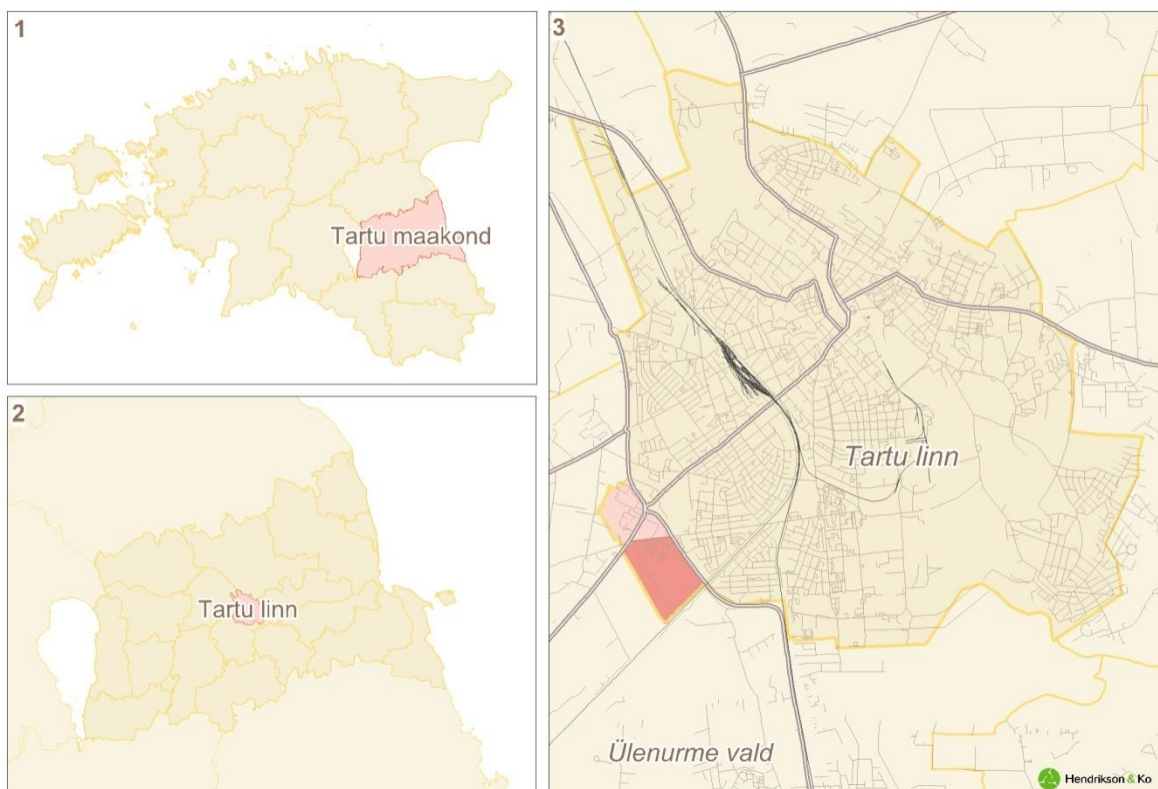 1
Tartu maakond
2
Tartu linn
3
Tartu linn
Ülenurme vald
Hendrikson & Ko